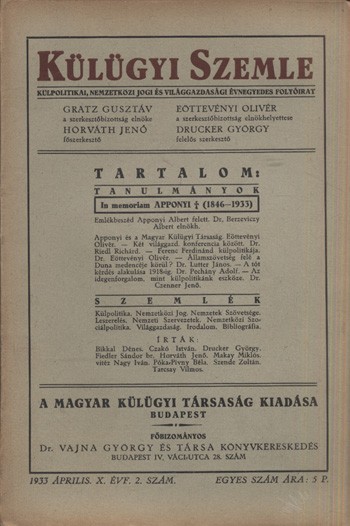 KÜLÜGYI SZEMLE
KÜLPOLITIKAI, NEMZETKÖZI JOGI ÉS VILÁGGAZDASÁGI ÉVNEGYEDES FOLYÓIRAT
GRATZ GUSZTÁV
a szerkesztőbizottság elnöke
HORVÁTH JENŐ
főszerkesztő
EÖTTEVÉNYI OLIVÉR
a szerkesztőbizottság elnökhelyettese
DRUCKER GYÖRGY
felelős szerkesztő
TARTALOM:
TANULMÁNYOK
In memoriam APPONYI † (1846—1933)
Emlékbeszéd Apponyi Albert felett. Dr. Berzeviczy
Albert elnökh.
Apponyi és a Magyar Külügyi Társaság. Eöttevényi
Olivér. — Két világgazd. konferencia között. Dr.
Riedl Richárd. — Ferenc Ferdinánd külpolitikája.
Dr. Eöttevényi Olivér. — Államszövetség felé a
Duna medencéje körül? Dr. Lutter János. — A tót
kérdés alakulása 1918-ig. Dr. Pechány Adolf. — Az
idegenforgalom, mint külpolitikánk eszköze. Dr.
Czenner Jenő.
SZEMLÉK
Külpolitika. Nemzetközi Jog. Nemzetek Szövetsége.
Leszerelés. Nemzeti Szervezetek. Nemzetközi Szo-
ciálpolitika. Világgazdaság. Irodalom. Bibliográfia.
IRTÁK:
Bikkal Dénes. Czakó István. Drucker György.
Fiedler Sándor br. Horváth Jenő. Makay Miklós.
vitéz Nagy Iván. Póka-Pivny Béla. Szende Zoltán.
Tarcsay Vilmos.
A MAGYAR KÜLÜGYI TÁRSASÁG KIADÁSA
BUDAPEST
FŐBIZOMÁNYOS
Dr. VAJNA GYÖRGY ÉS TÁRSA KÖNYVKERESKEDÉS
BUDAPEST IV, VÁCI-UTCA 28. SZÁM
1933 ÁPRILIS. X. ÉVF. 2. SZÁM.
EGYES SZÁM ÁRA: 5 P.